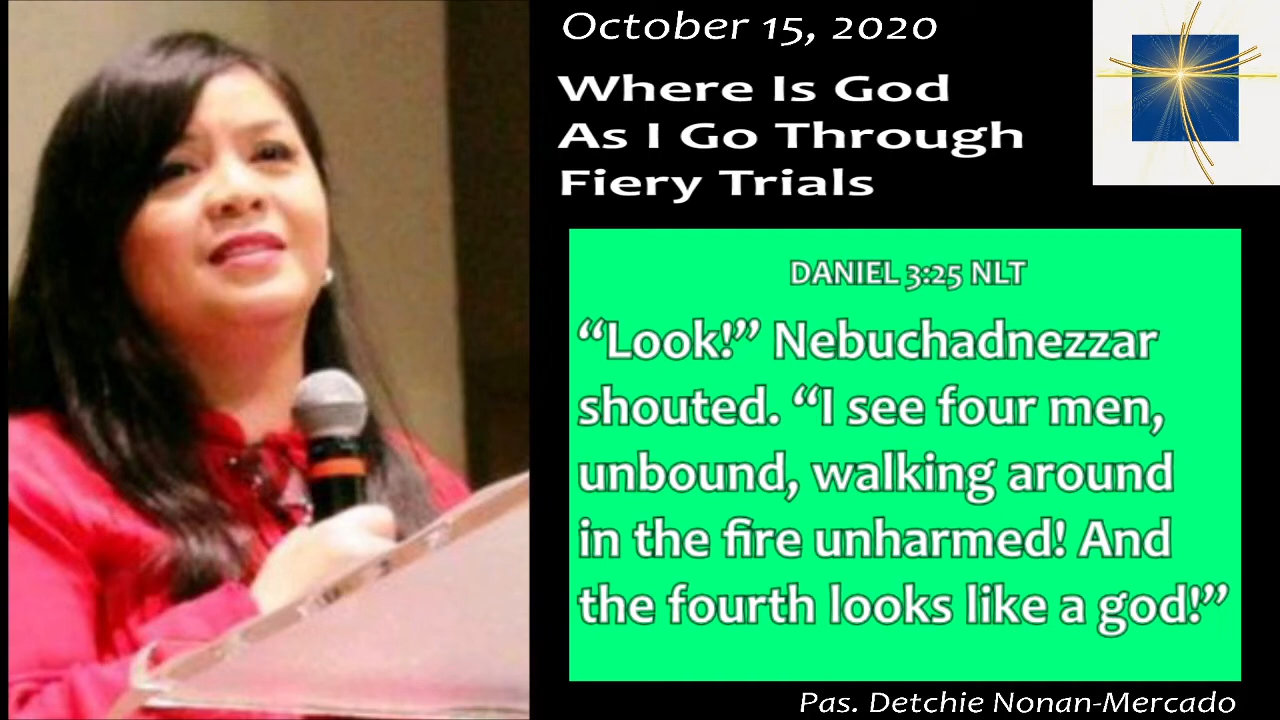 October 15, 2020
Where Is God
As I Go Through
Fiery Trials
DANIEL 3:25 NLT
“Look!” Nebuchadnezzar
shouted. “I see four men,
unbound, walking around
in the fire unharmed! And
the fourth looks like a god!”
Pas. Detchie Nonan-Mercado